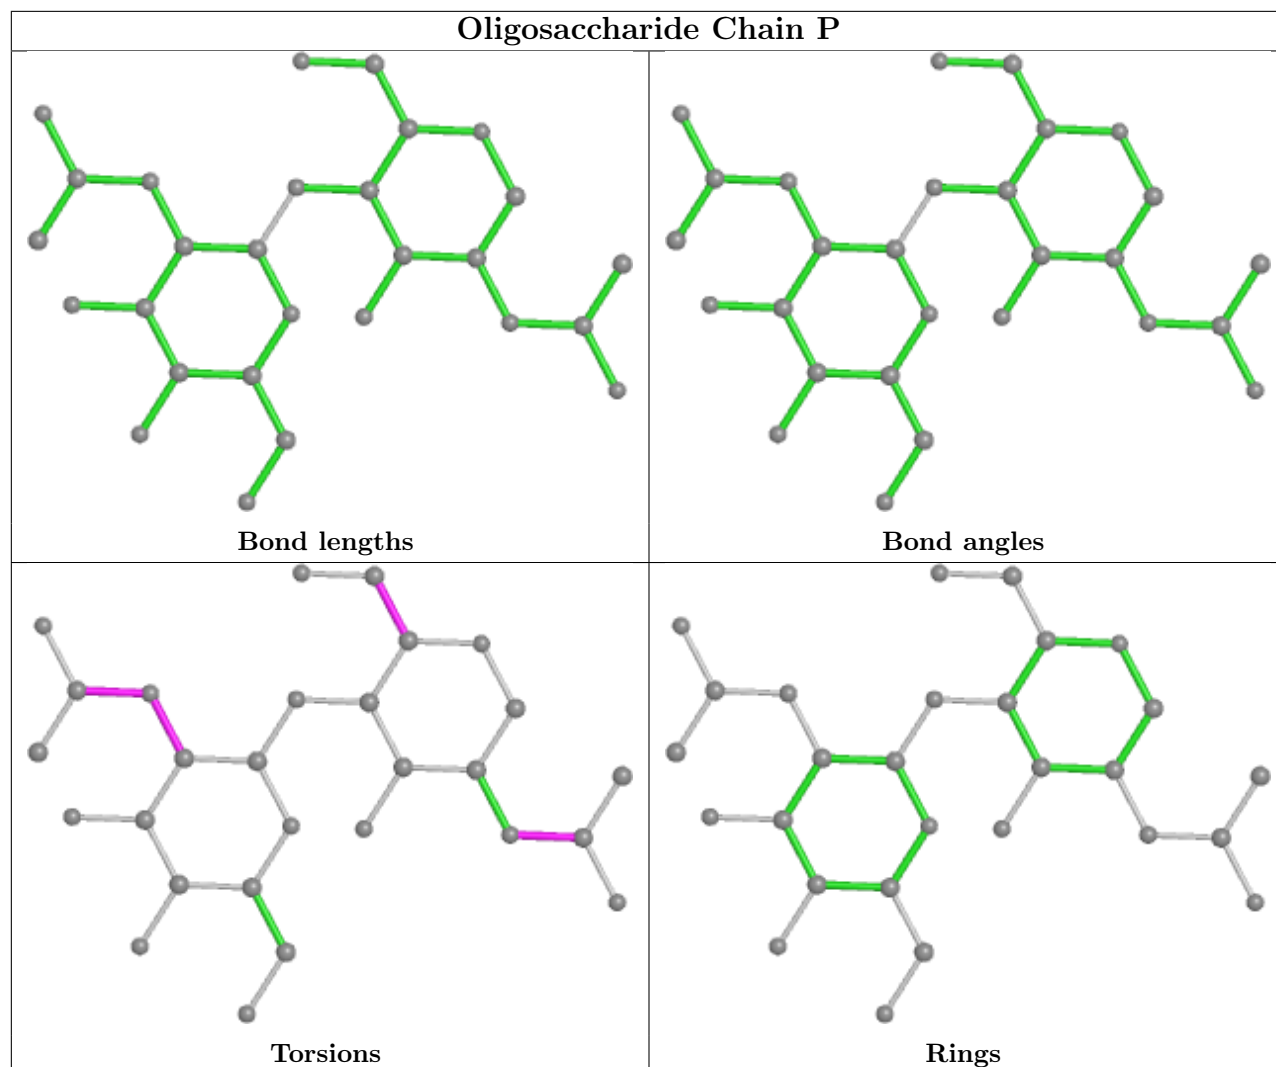 Oligosaccharide Chain P
Bond lengths
Bond angles
Torsions
Rings